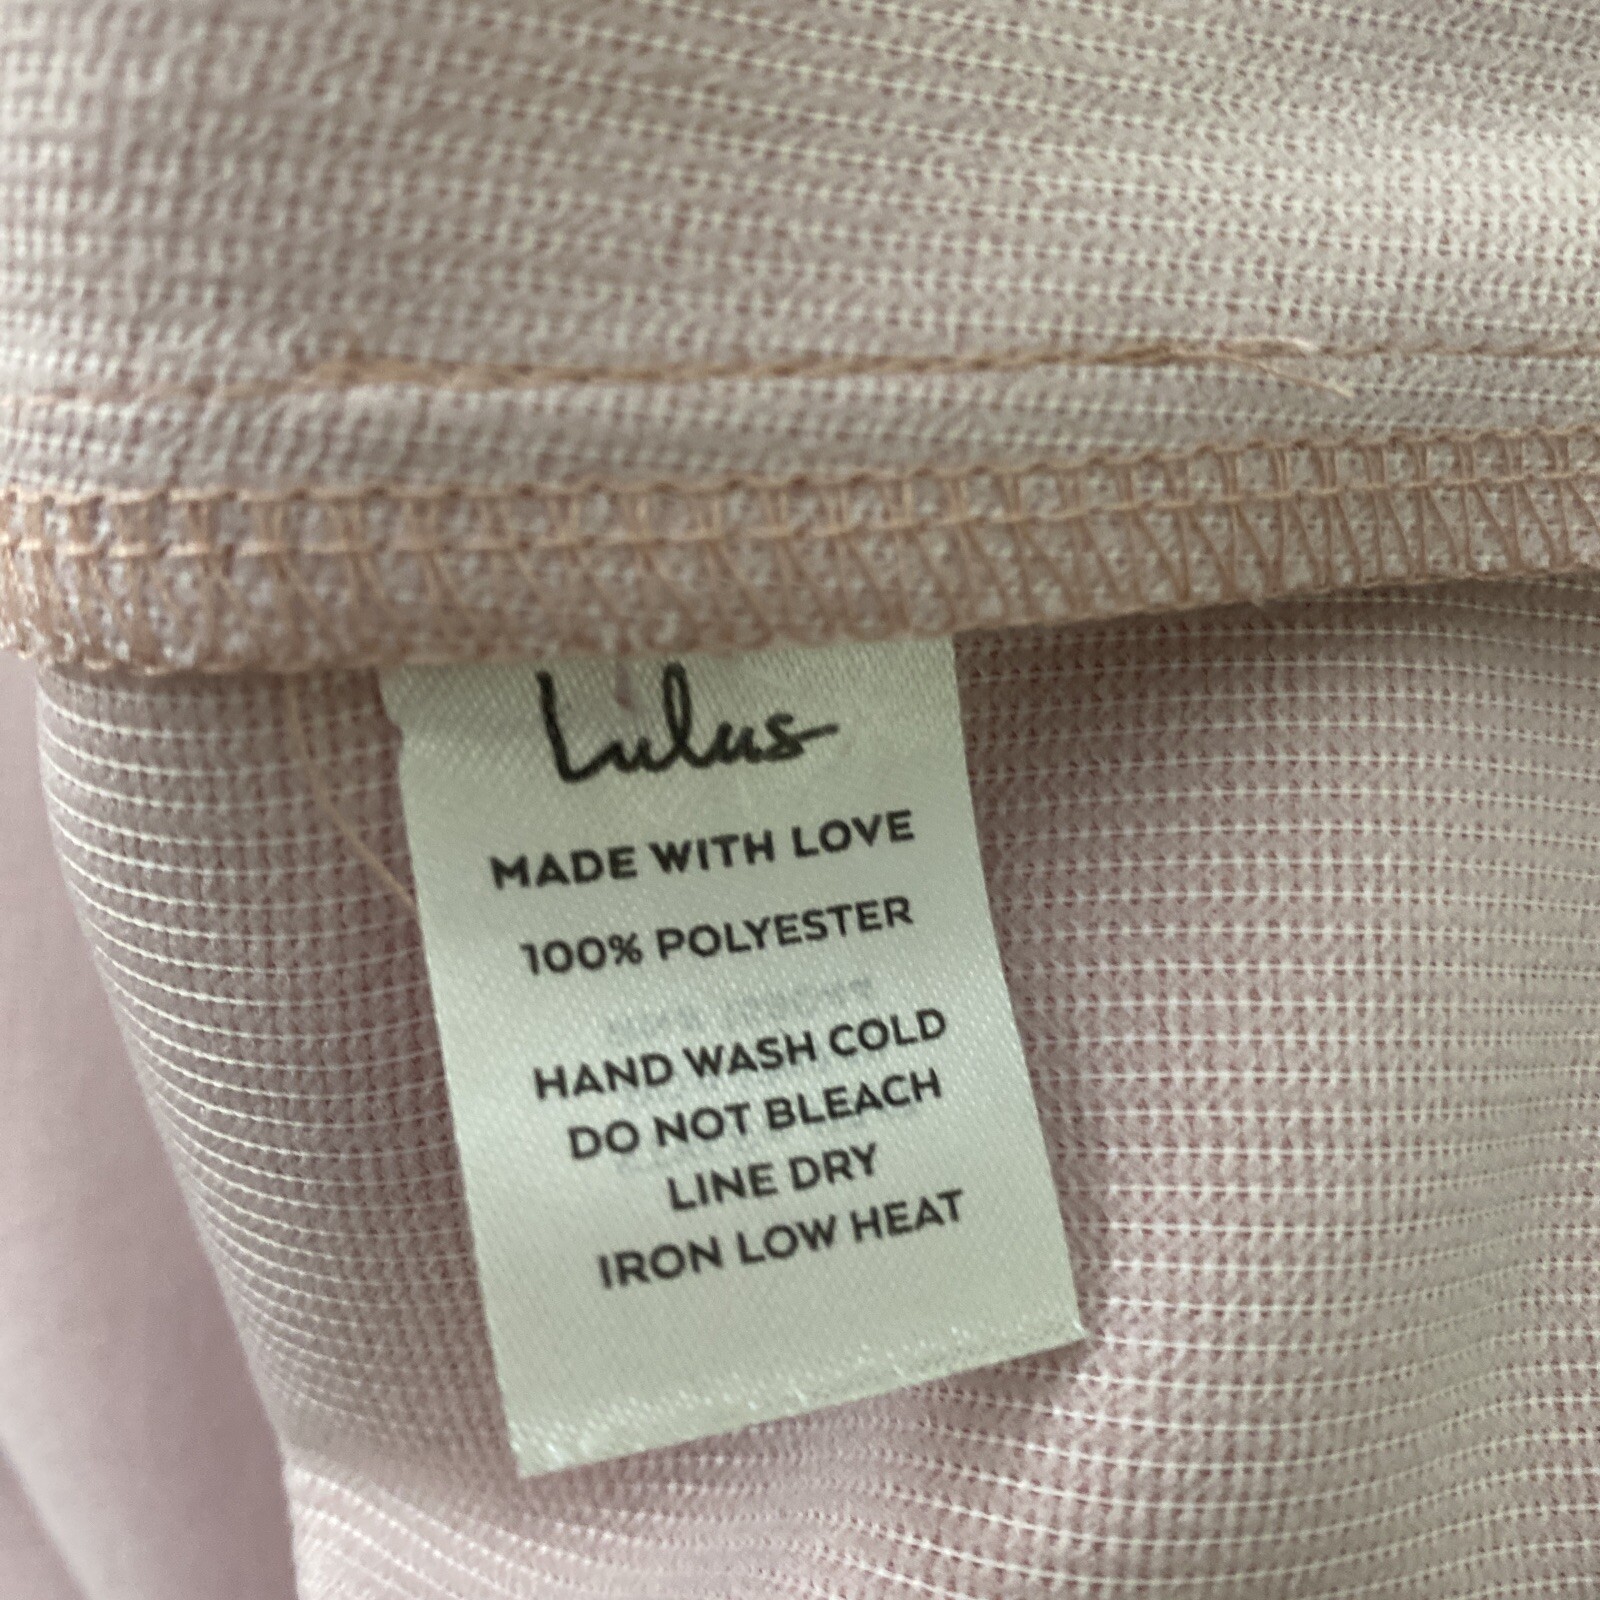 Lulus
MADE WITH LOVE
100% POLYESTER
HAND WASH COLD
DO NOT BLEACH
LINE DRY
IRON LOW HEAT